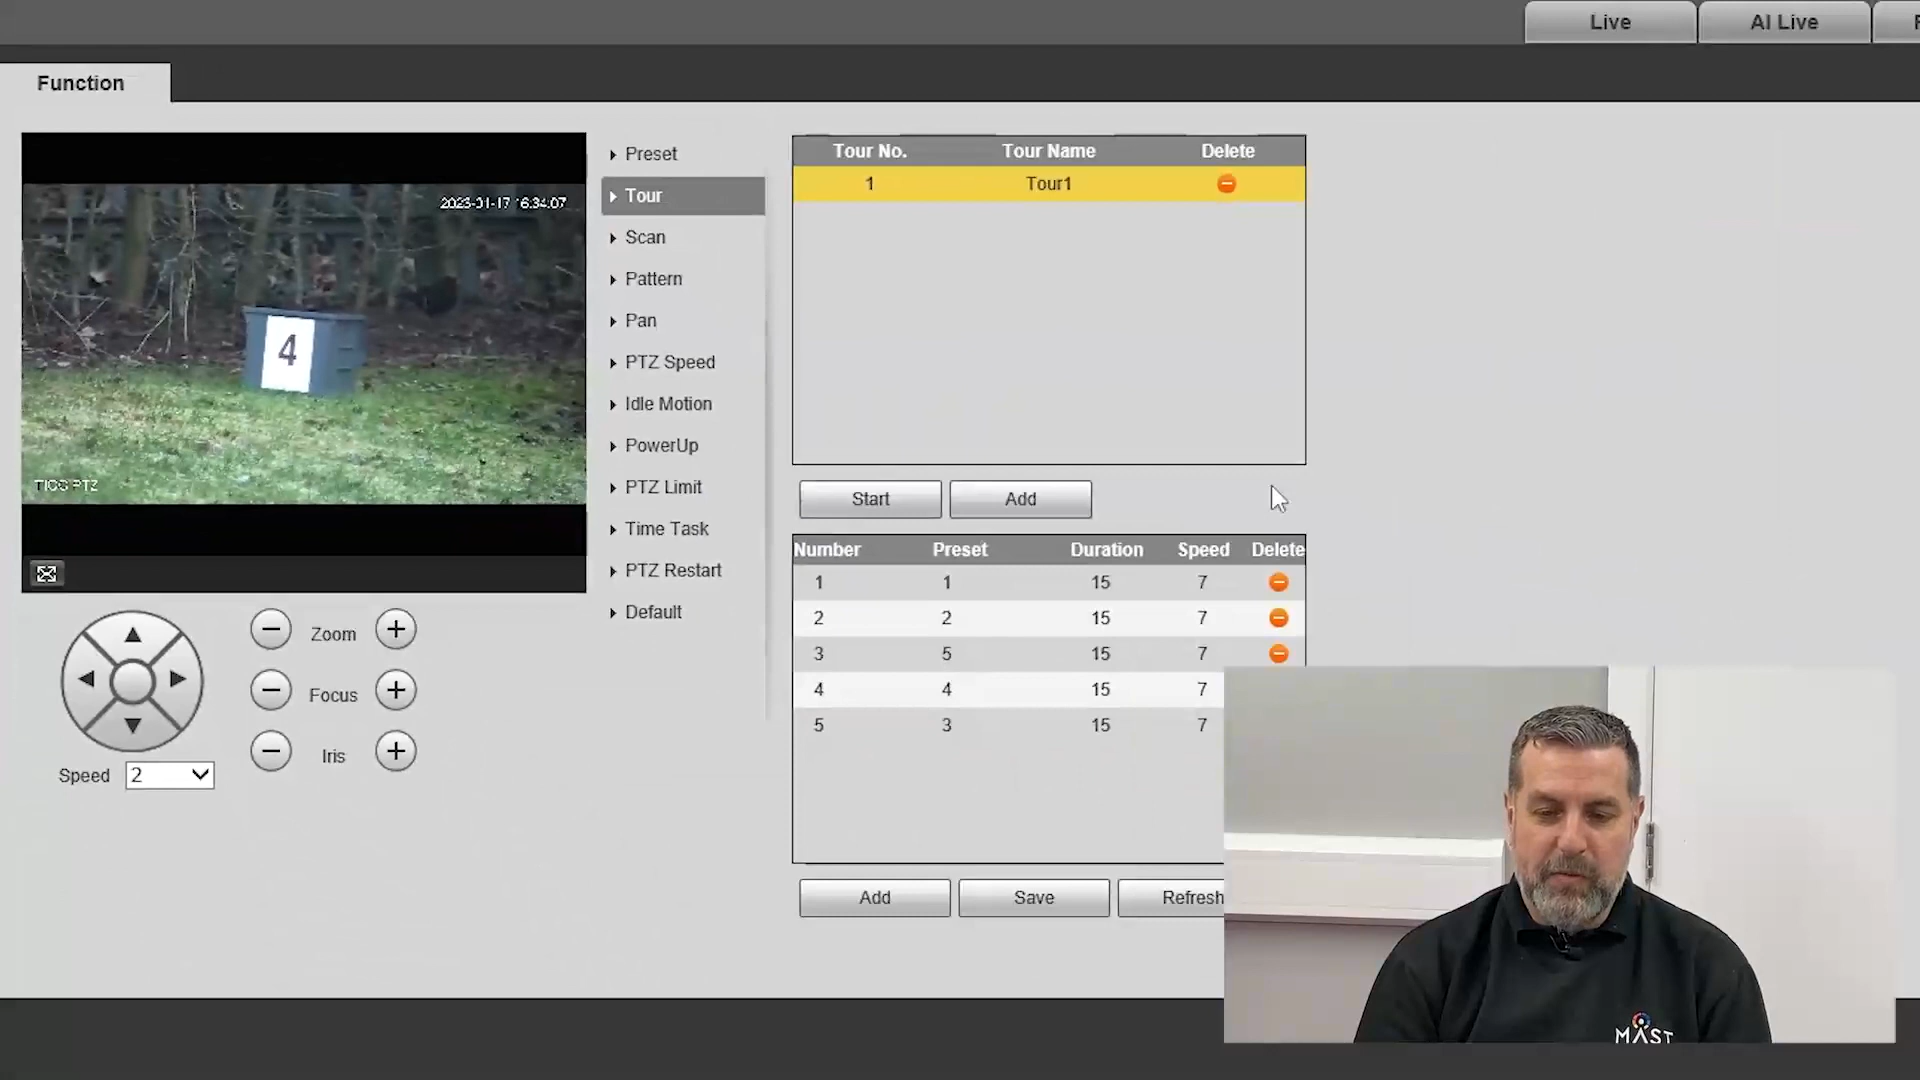 Live
AI Live
Function
2023-01-17 16:34:07
4
TIOC PTZ
Zoom
Focus
Iris
Speed 2
Preset
Tour
Scan
Pattern
Pan
PTZ Speed
Idle Motion
PowerUp
PTZ Limit
Time Task
PTZ Restart
Default
Tour No. Tour Name Delete
1 Tour1
Start Add
Number Preset Duration Speed Delete
1 1 15 7
2 2 15 7
3 5 15 7
4 4 15 7
5 3 15 7
Add Save Refresh
MAST